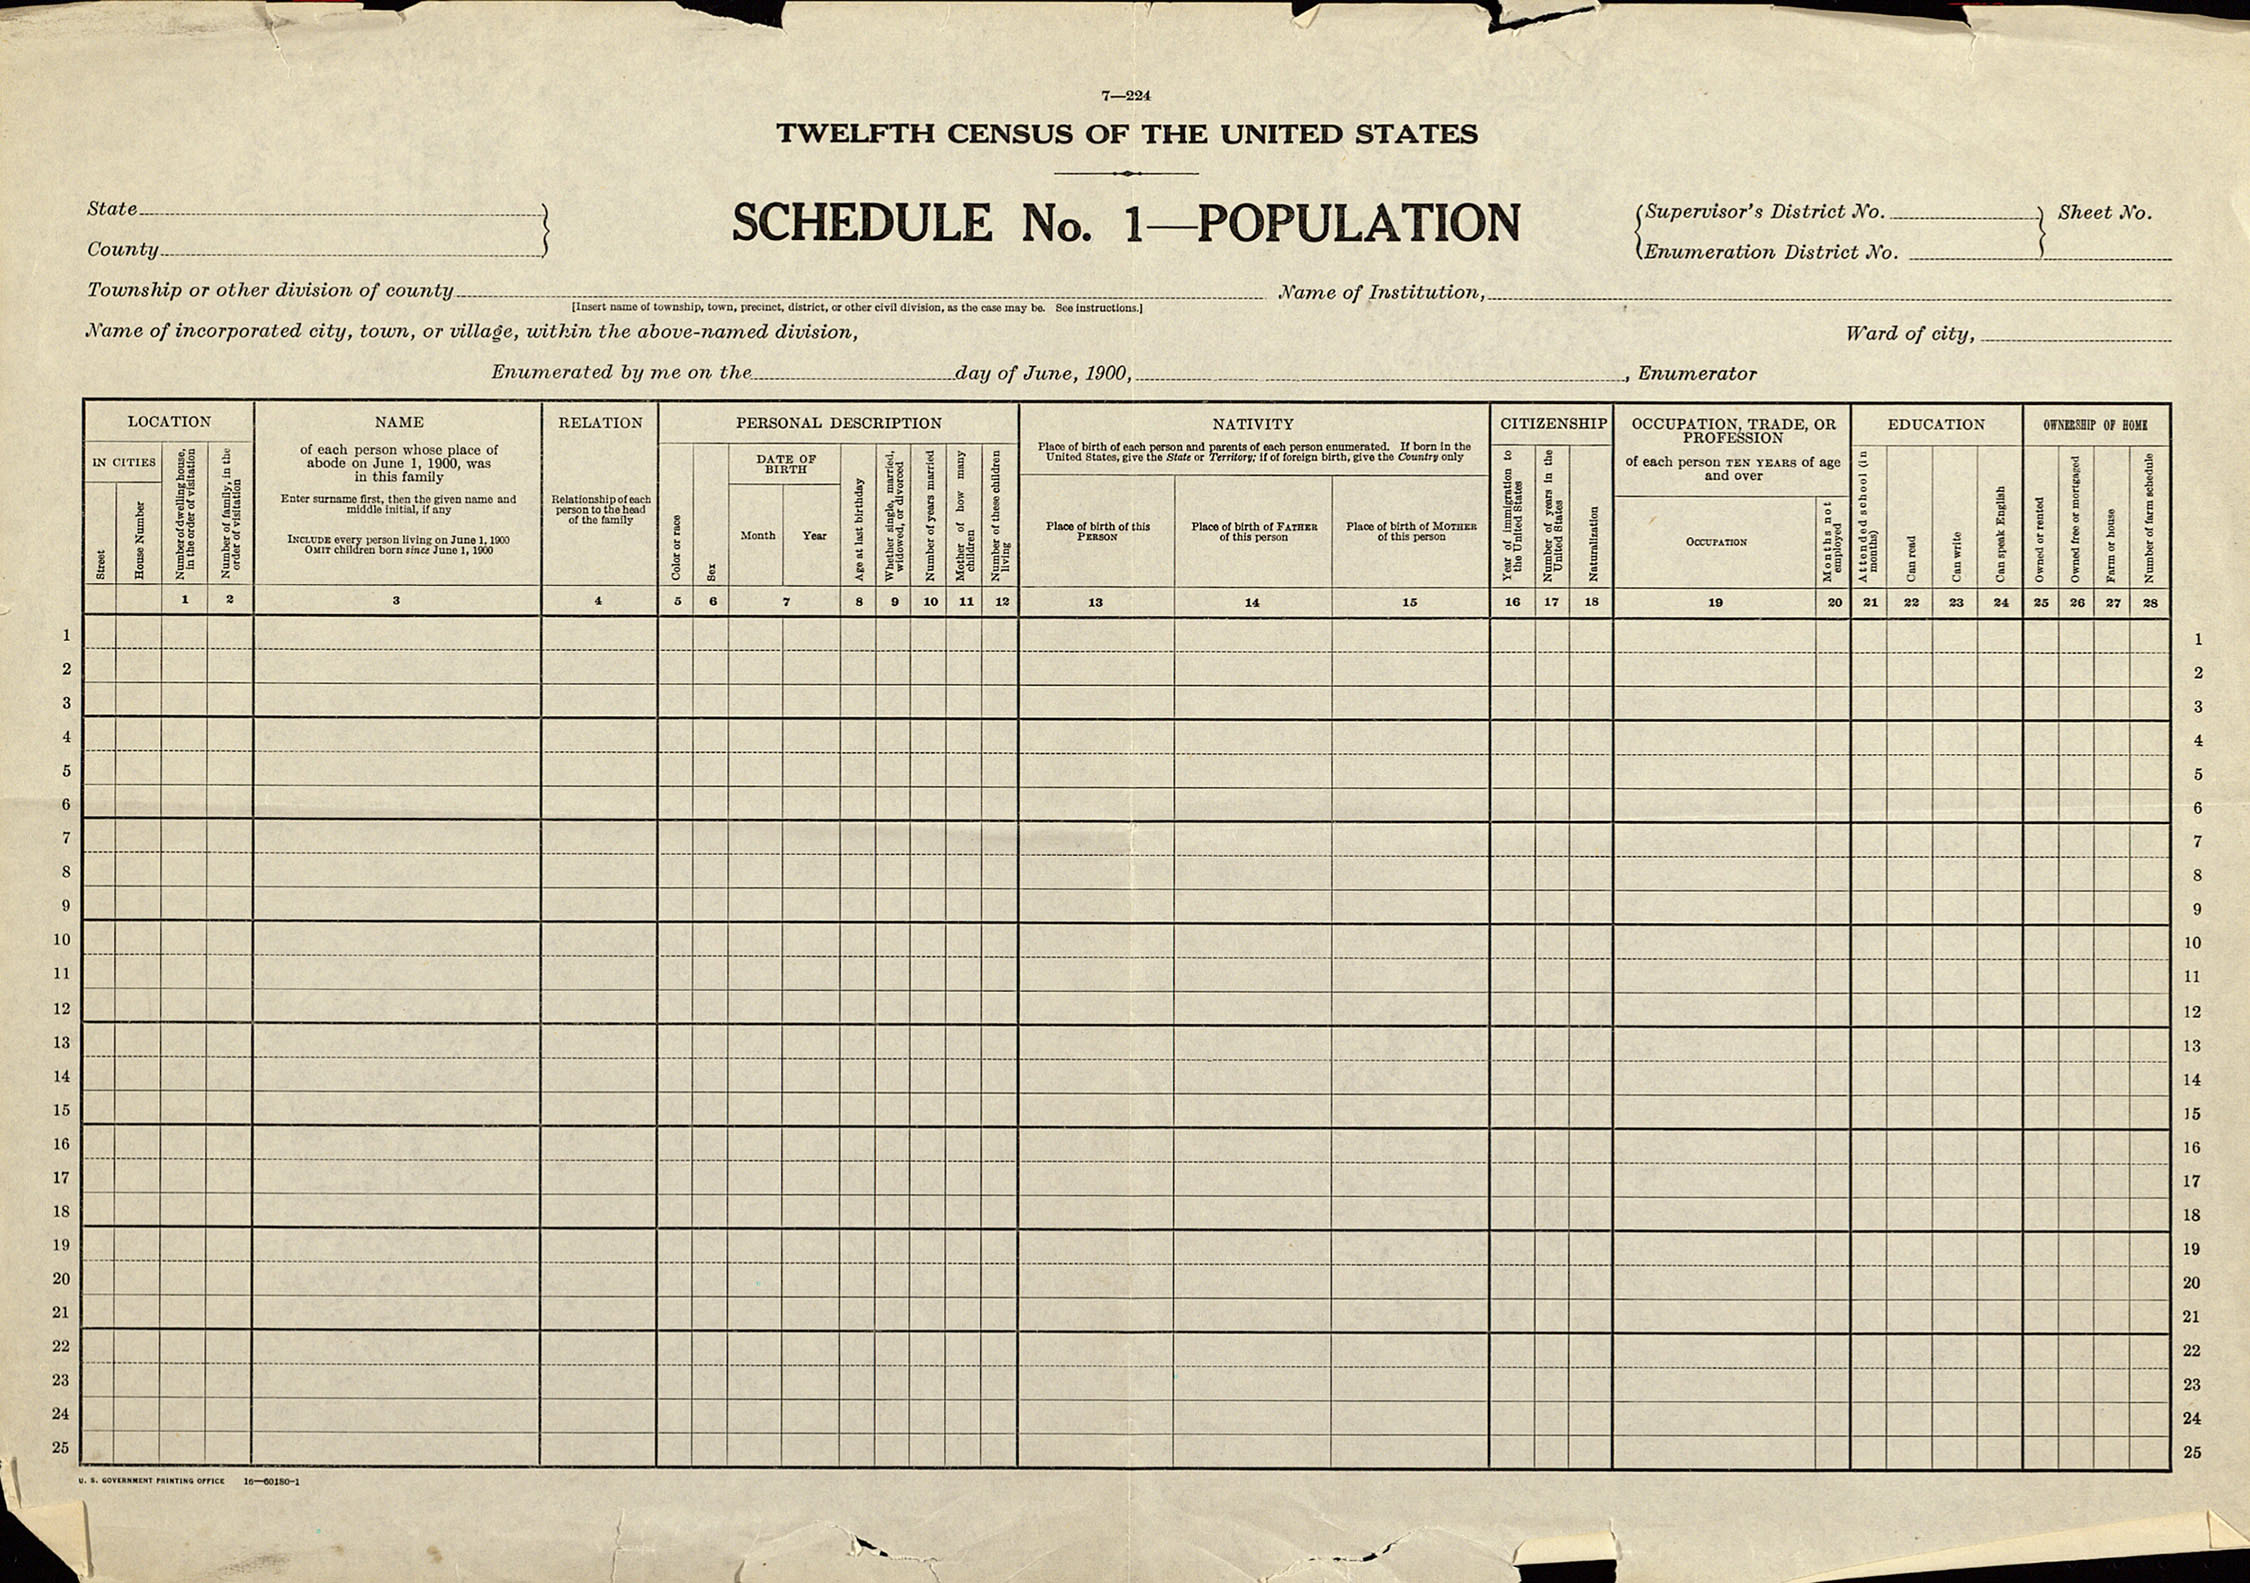 7—224
TWELFTH CENSUS OF THE UNITED STATES
SCHEDULE No. 1—POPULATION
State
County
Supervisor's District No.
Enumeration District No.
Sheet No.
Township or other division of county
[Insert name of township, town, precinct, district, or other civil division, as the case may be. See instructions.]
Name of Institution,
Name of incorporated city, town, or village, within the above-named division,
Ward of city,
Enumerated by me on the day of June, 1900, , Enumerator
LOCATION
IN CITIES
Street
House Number
Number of dwelling house,
in the order of visitation
Number of family, in the
order of visitation
NAME
of each person whose place of
abode on June 1, 1900, was
in this family
Enter surname first, then the given name and
middle initial, if any
INCLUDE every person living on June 1, 1900
OMIT children born since June 1, 1900
RELATION
Relationship of each
person to the head
of the family
PERSONAL DESCRIPTION
Color or race
Sex
DATE OF
BIRTH
Month
Year
Age at last birthday
Whether single, married,
widowed, or divorced
Number of years married
Mother of how many
children
Number of these children
living
NATIVITY
Place of birth of each person and parents of each person enumerated. If born in the
United States, give the State or Territory; if of foreign birth, give the Country only
Place of birth of this
PERSON
Place of birth of FATHER
of this person
Place of birth of MOTHER
of this person
CITIZENSHIP
Year of immigration to
the United States
Number of years in the
United States
Naturalization
OCCUPATION, TRADE, OR
PROFESSION
of each person TEN YEARS of age
and over
OCCUPATION
Months not
employed
EDUCATION
Attended school (in
months)
Can read
Can write
Can speak English
OWNERSHIP OF HOME
Owned or rented
Owned free or mortgaged
Farm or house
Number of farm schedule
1 2 3 4 5 6 7 8 9 10 11 12 13 14 15 16 17 18 19 20 21 22 23 24 25 26 27 28
1 1
2 2
3 3
4 4
5 5
6 6
7 7
8 8
9 9
10 10
11 11
12 12
13 13
14 14
15 15
16 16
17 17
18 18
19 19
20 20
21 21
22 22
23 23
24 24
25 25
U. S. GOVERNMENT PRINTING OFFICE 16—60180-1